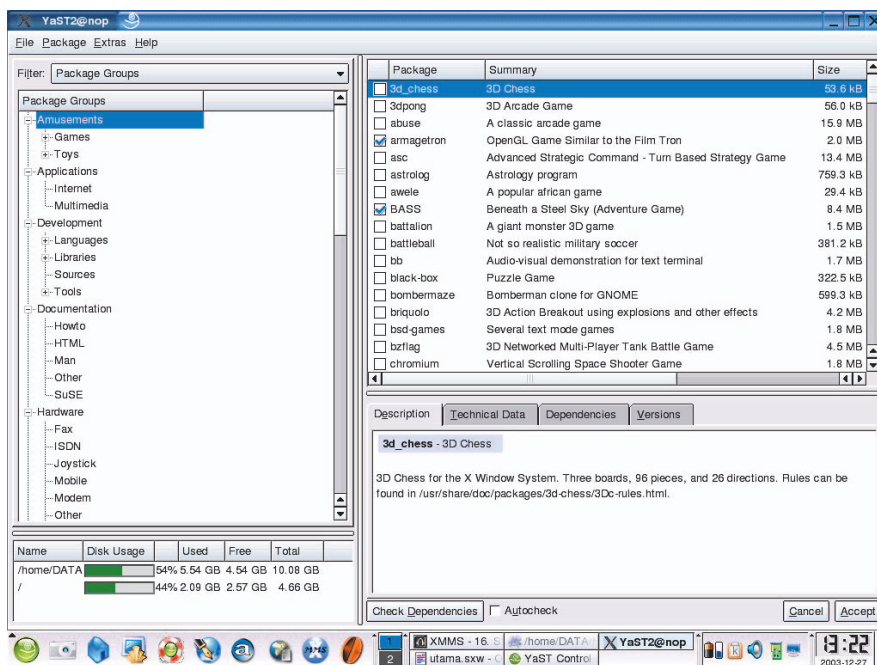 YaST2@nop
File Package Extras Help
Filter: Package Groups
Package Groups
Amusements
Games
Toys
Applications
Internet
Multimedia
Development
Languages
Libraries
Sources
Tools
Documentation
Howto
HTML
Man
Other
SuSE
Hardware
Fax
ISDN
Joystick
Mobile
Modem
Other
Name Disk Usage Used Free Total
/home/DATA 54% 5.54 GB 4.54 GB 10.08 GB
/ 44% 2.09 GB 2.57 GB 4.66 GB
Package Summary Size
3d_chess 3D Chess 53.6 kB
3dpong 3D Arcade Game 56.0 kB
abuse A classic arcade game 15.9 MB
armagetron OpenGL Game Similar to the Film Tron 2.0 MB
asc Advanced Strategic Command - Turn Based Strategy Game 13.4 MB
astrolog Astrology program 759.3 kB
awele A popular african game 29.4 kB
BASS Beneath a Steel Sky (Adventure Game) 8.4 MB
battalion A giant monster 3D game 1.5 MB
battleball Not so realistic military soccer 381.2 kB
bb Audio-visual demonstration for text terminal 1.7 MB
black-box Puzzle Game 322.5 kB
bombermaze Bomberman clone for GNOME 599.3 kB
briquolo 3D Action Breakout using explosions and other effects 4.2 MB
bsd-games Several text mode games 1.8 MB
bzflag 3D Networked Multi-Player Tank Battle Game 4.5 MB
chromium Vertical Scrolling Space Shooter Game 1.8 MB
Description Technical Data Dependencies Versions
3d_chess - 3D Chess
3D Chess for the X Window System. Three boards, 96 pieces, and 26 directions. Rules can be
found in /usr/share/doc/packages/3d-chess/3Dc-rules.html.
Check Dependencies Autocheck Cancel Accept
MMS
1 XMMS - 16. S /home/DATA YaST2@nop
2 utama.sxw - YaST Control
13:22
2003-12-27